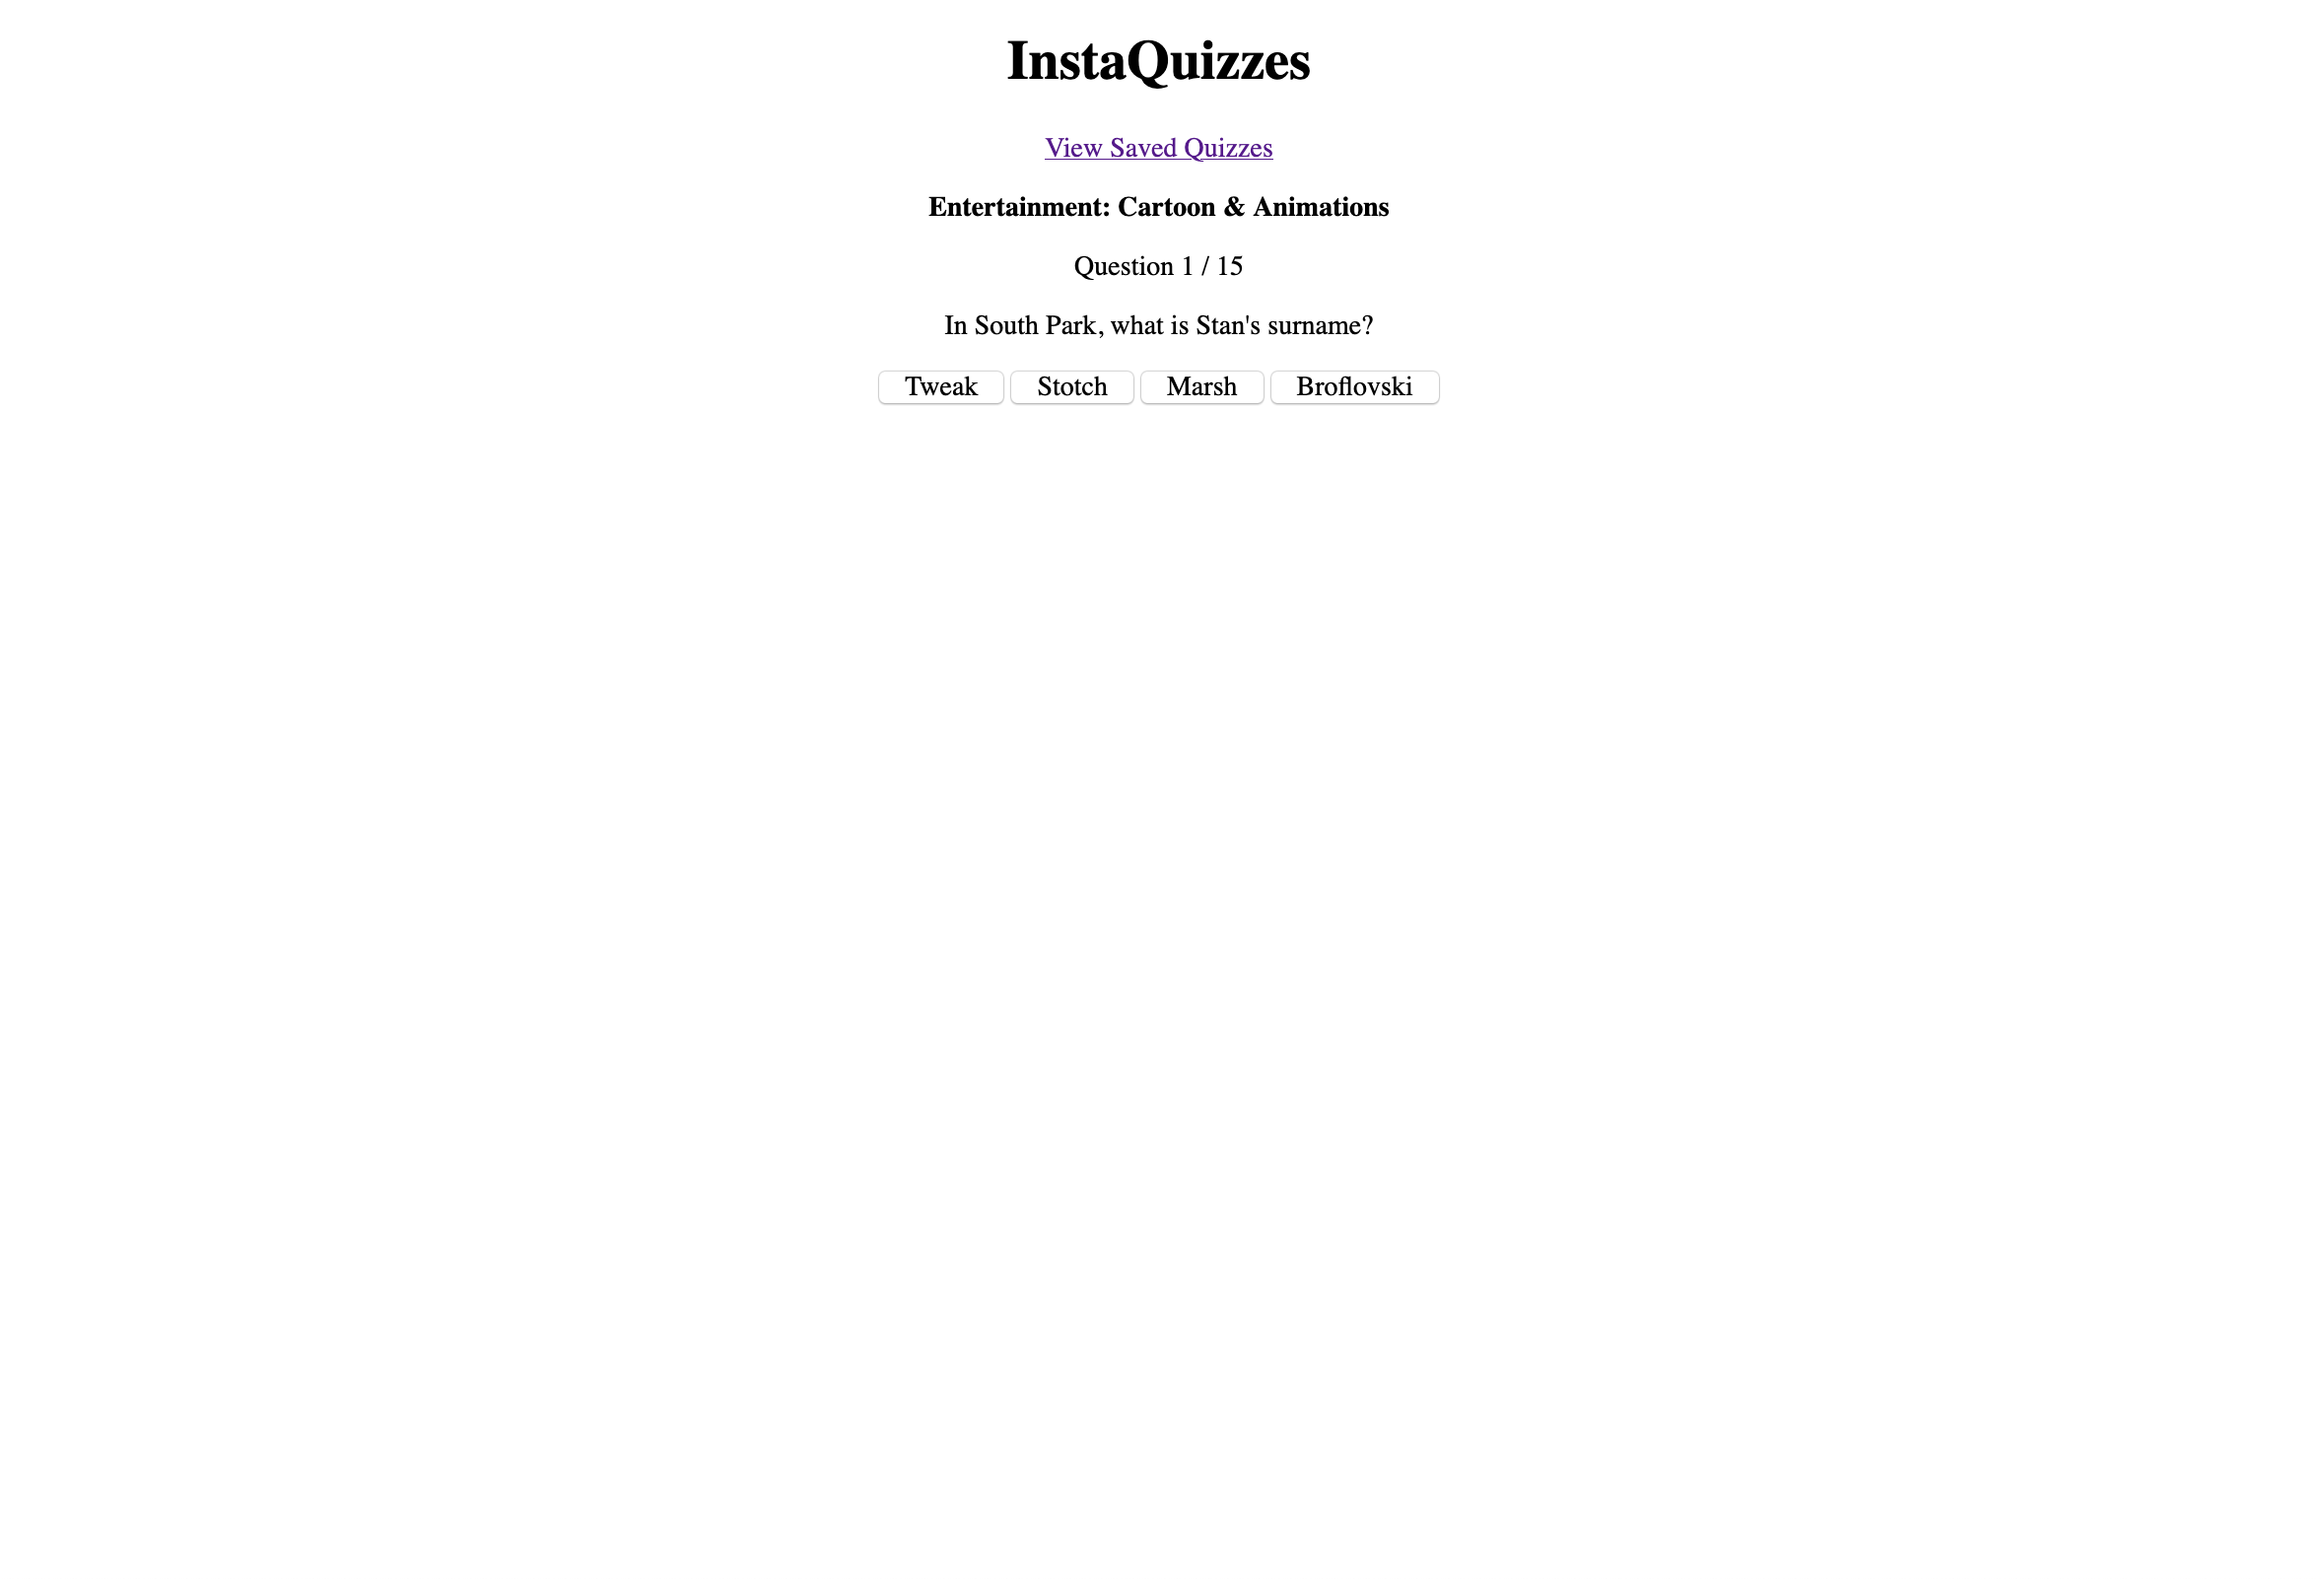 InstaQuizzes
View Saved Quizzes
Entertainment: Cartoon & Animations
Question 1 / 15
In South Park, what is Stan's surname?
Tweak Stotch Marsh Broflovski